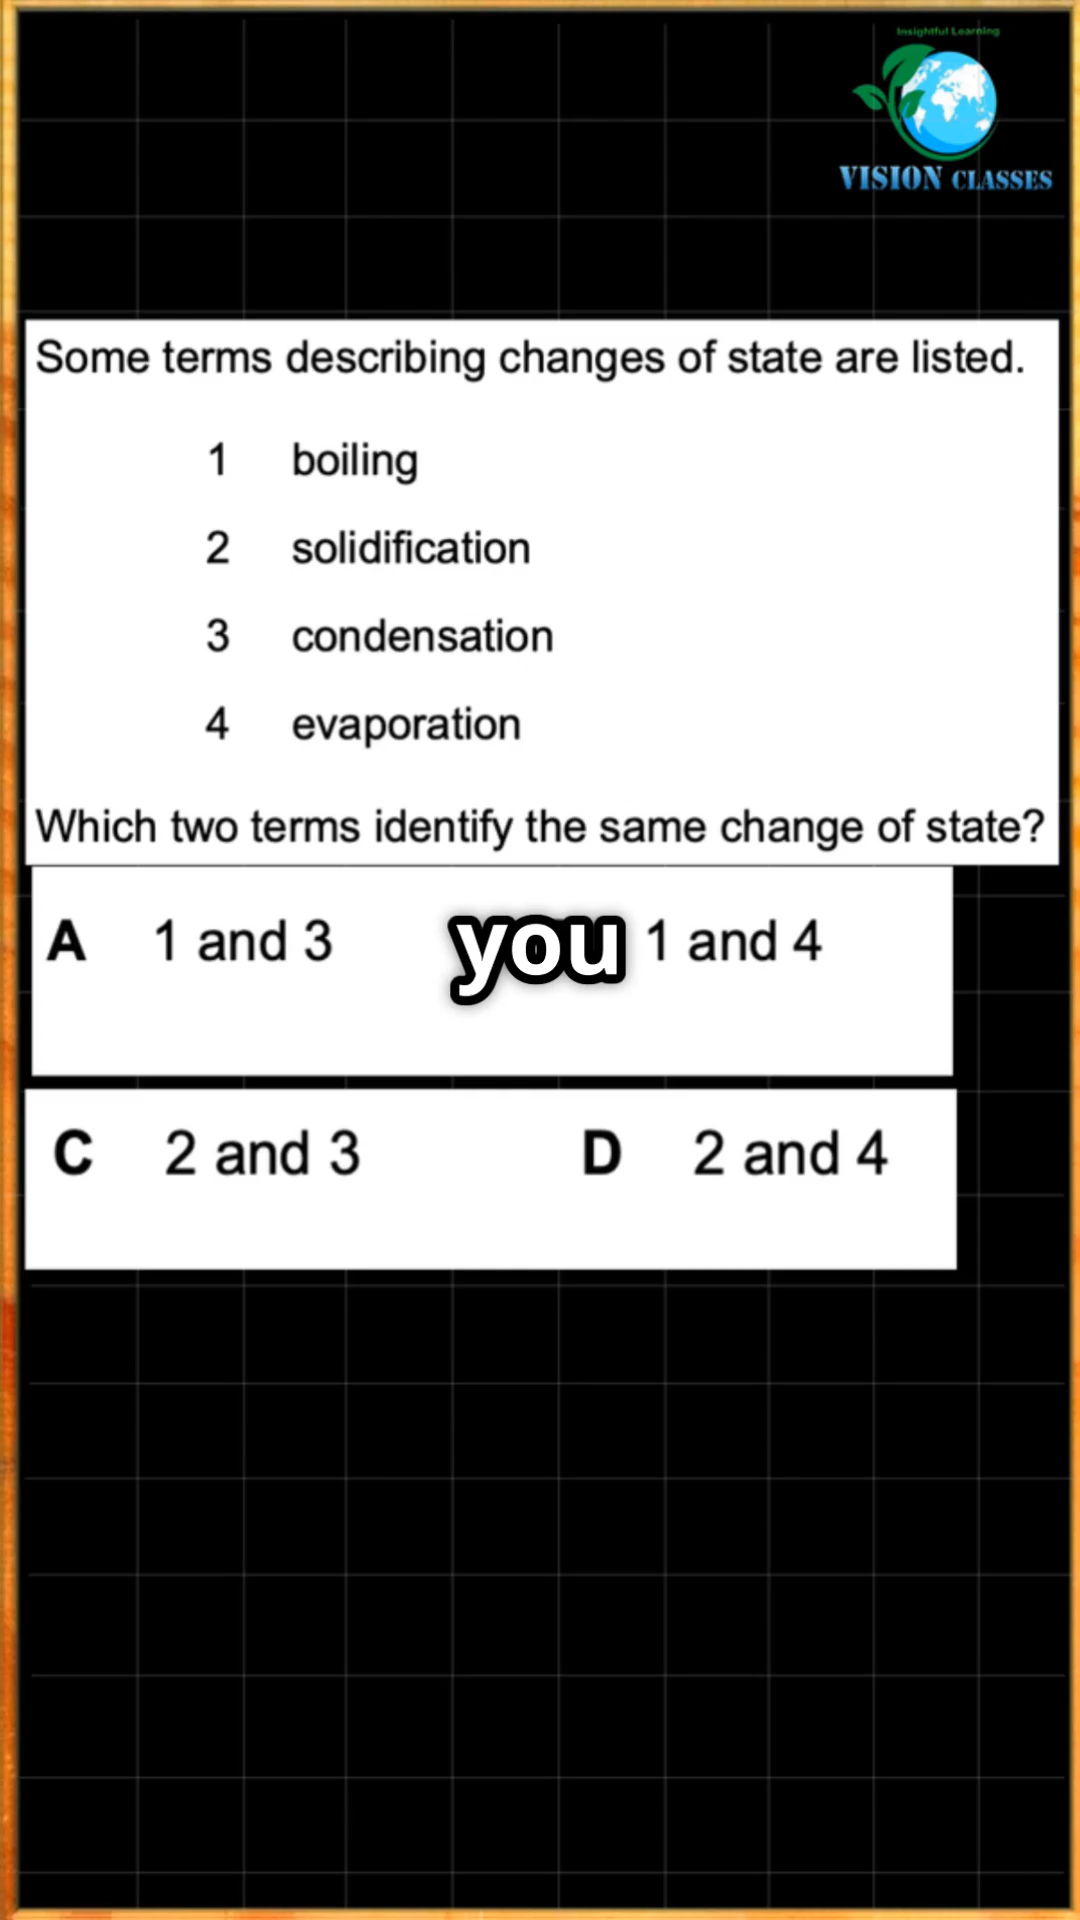 Insightful Learning
VISION CLASSES
Some terms describing changes of state are listed.
1 boiling
2 solidification
3 condensation
4 evaporation
Which two terms identify the same change of state?
A 1 and 3 you 1 and 4
C 2 and 3 D 2 and 4